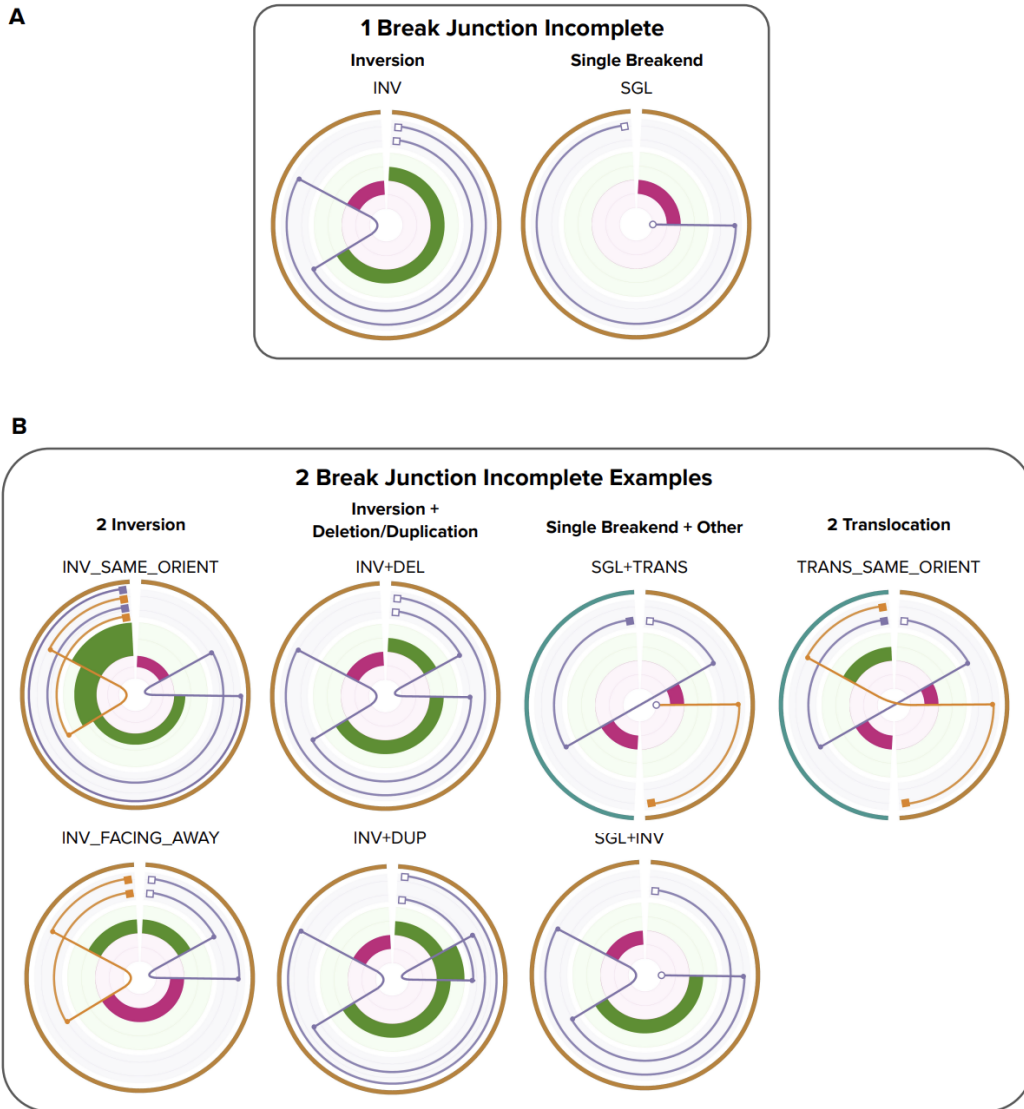 A
1 Break Junction Incomplete
Inversion
Single Breakend
INV
SGL
B
2 Break Junction Incomplete Examples
2 Inversion
Inversion +
Deletion/Duplication
Single Breakend + Other
2 Translocation
INV_SAME_ORIENT
INV+DEL
SGL+TRANS
TRANS_SAME_ORIENT
INV_FACING_AWAY
INV+DUP
SGL+INV